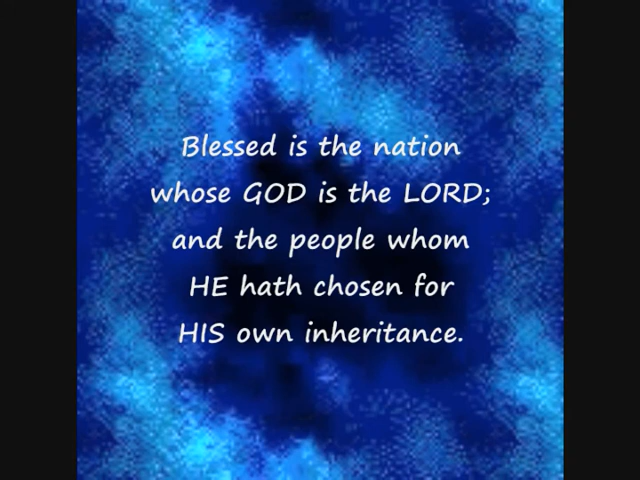 Blessed is the nation
whose GOD is the LORD;
and the people whom
HE hath chosen for
HIS own inheritance.